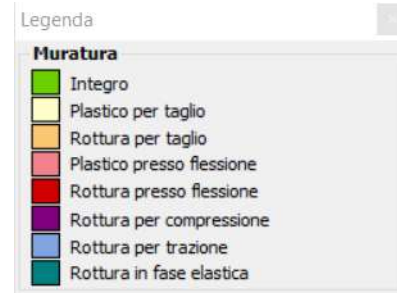 Legenda
Muratura
Integro
Plastico per taglio
Rottura per taglio
Plastico presso flessione
Rottura presso flessione
Rottura per compressione
Rottura per trazione
Rottura in fase elastica